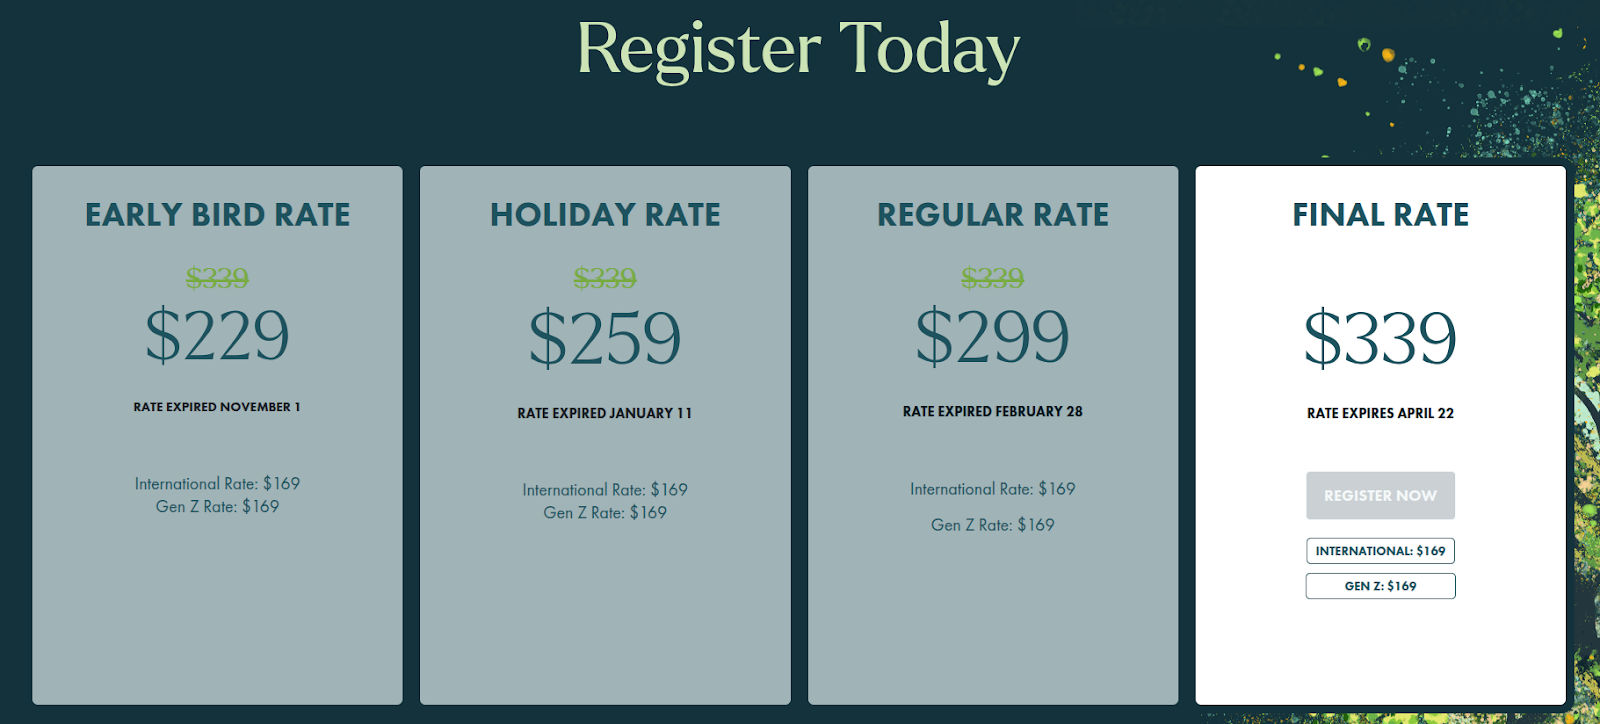 Register Today
EARLY BIRD RATE
$339
$229
RATE EXPIRED NOVEMBER 1
International Rate: $169
Gen Z Rate: $169
HOLIDAY RATE
$339
$259
RATE EXPIRED JANUARY 11
International Rate: $169
Gen Z Rate: $169
REGULAR RATE
$339
$299
RATE EXPIRED FEBRUARY 28
International Rate: $169
Gen Z Rate: $169
FINAL RATE
$339
RATE EXPIRES APRIL 22
REGISTER NOW
INTERNATIONAL: $169
GEN Z: $169